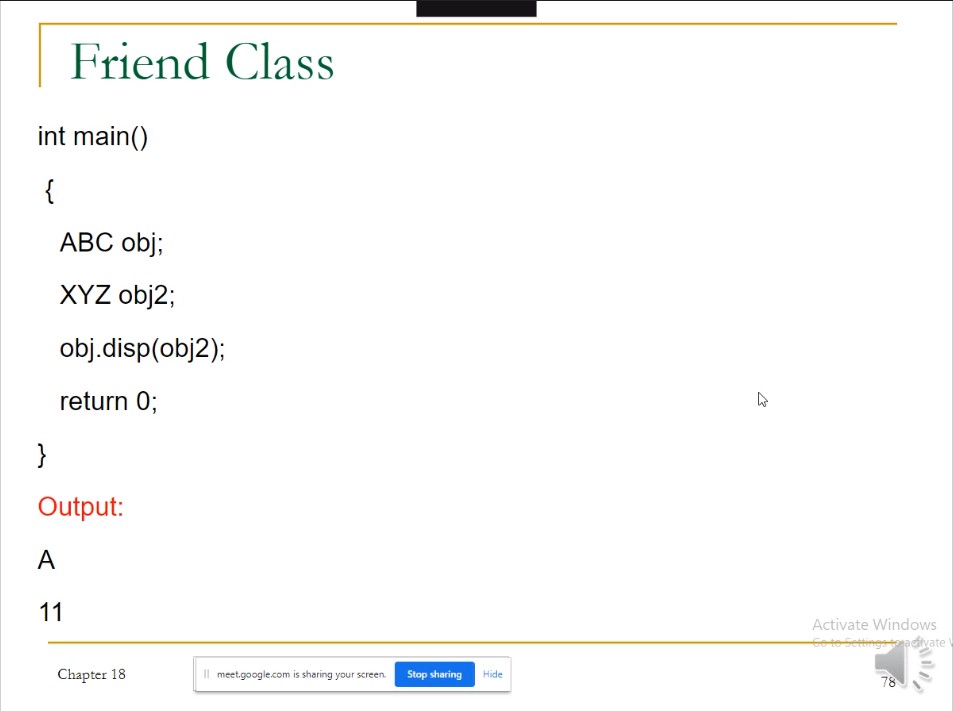 Friend Class
int main()
{
ABC obj;
XYZ obj2;
obj.disp(obj2);
return 0;
}
Output:
A
11
Activate Windows
Go to Settings to activate W
Chapter 18
meet.google.com is sharing your screen.
Stop sharing
Hide
78